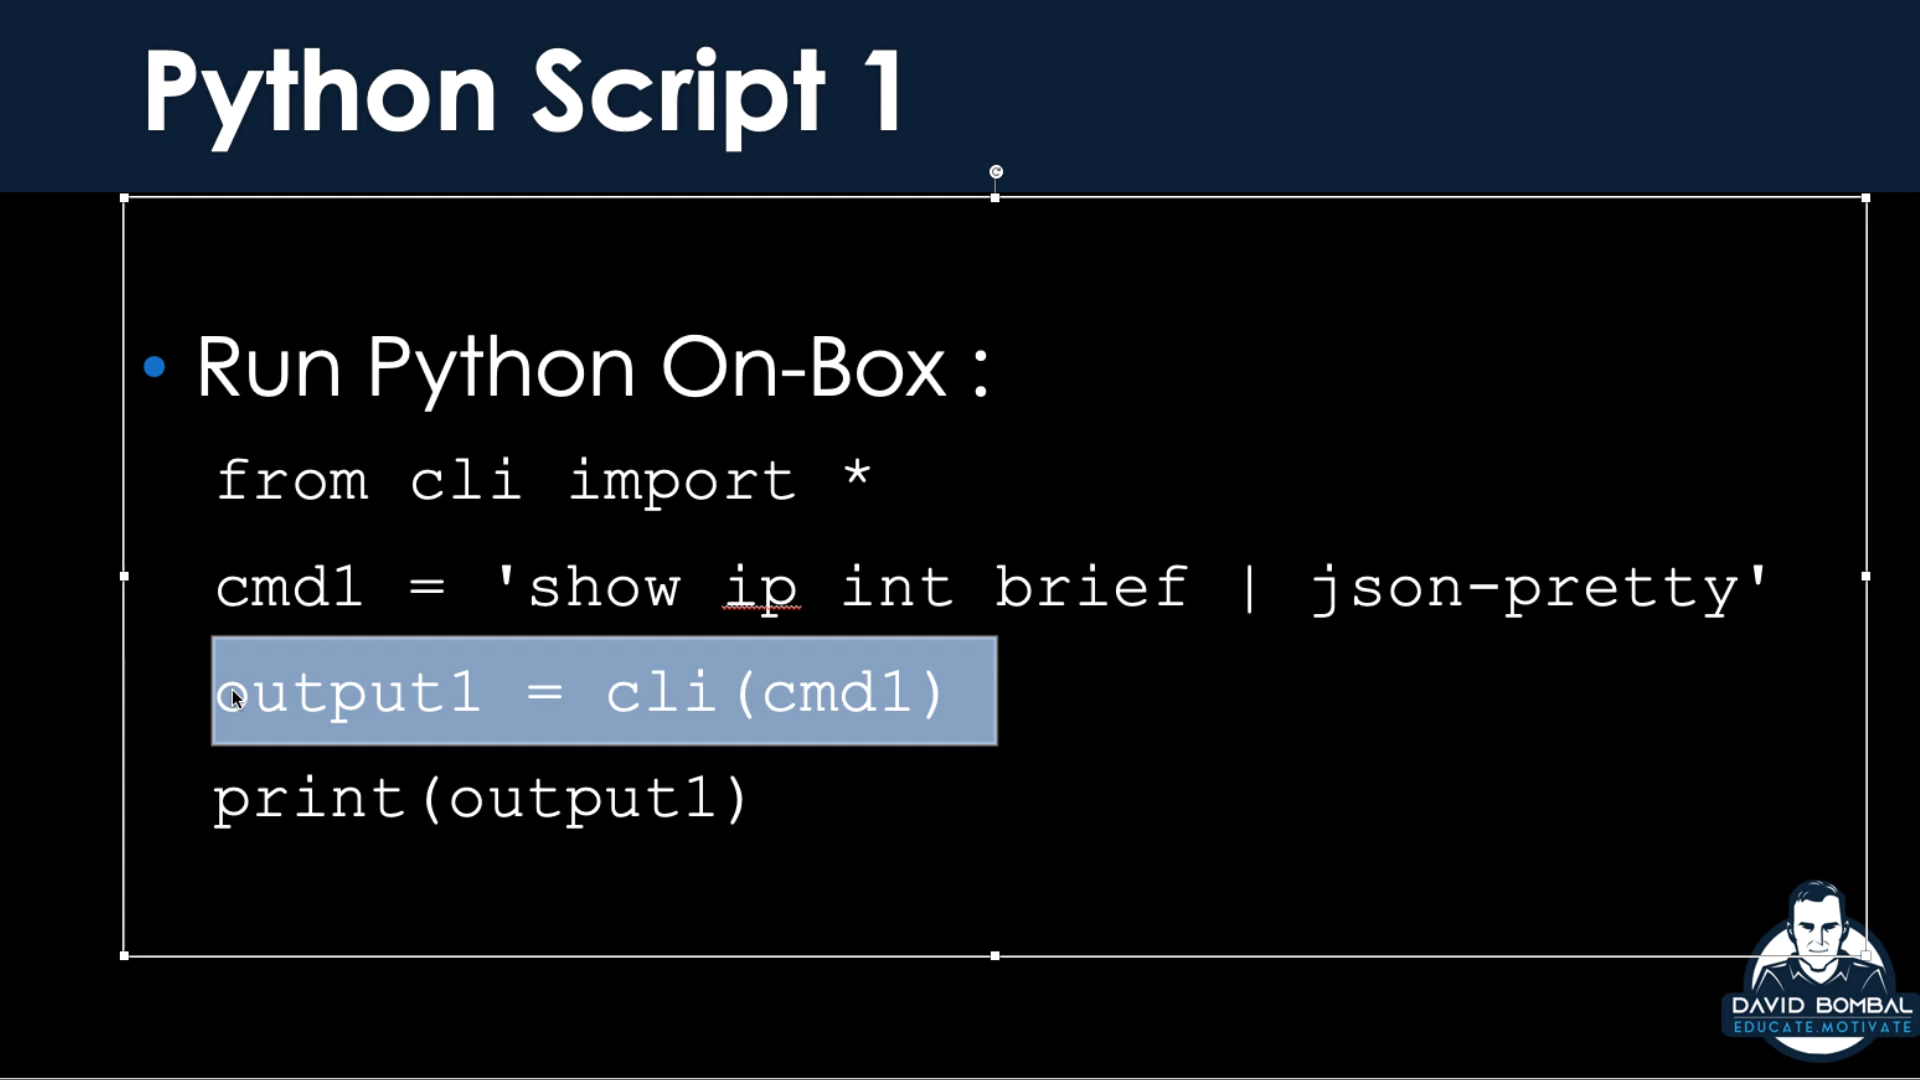 Python Script 1
• Run Python On-Box :
from cli import *
cmd1 = 'show ip int brief | json-pretty'
output1 = cli(cmd1)
print(output1)
DAVID BOMBAL
EDUCATE.MOTIVATE